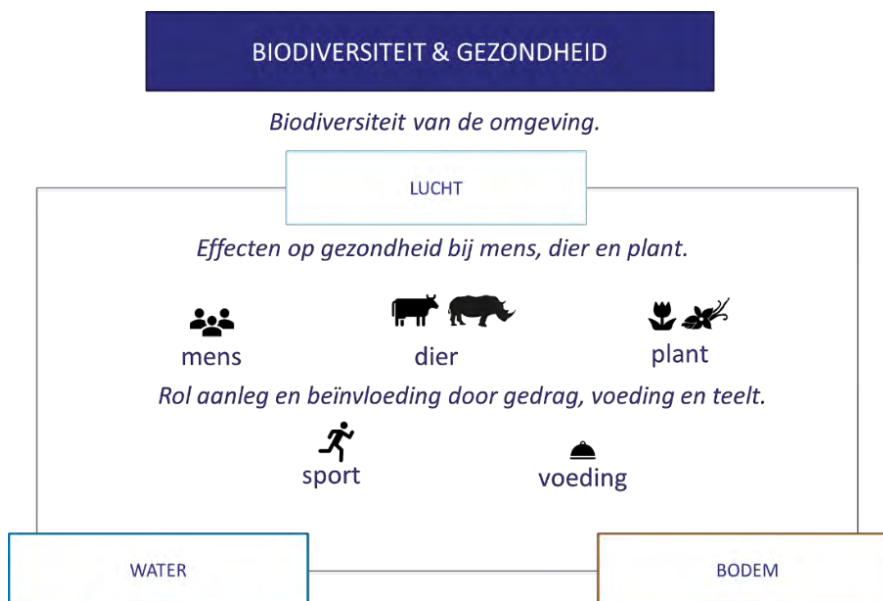 BIODIVERSITEIT & GEZONDHEID
Biodiversiteit van de omgeving.
LUCHT
Effecten op gezondheid bij mens, dier en plant.
mens dier plant
Rol aanleg en beïnvloeding door gedrag, voeding en teelt.
sport voeding
WATER BODEM